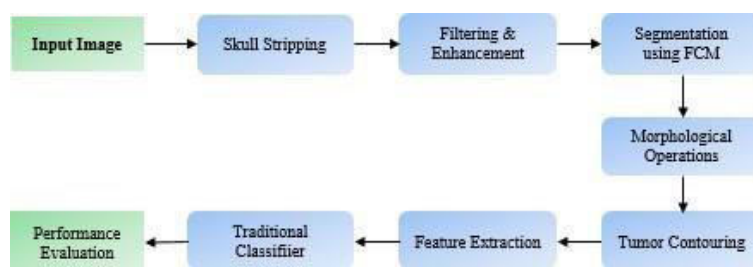 Input Image
Skull Stripping
Filtering &
Enhancement
Segmentation
using FCM
Morphological
Operations
Tumor Contouring
Feature Extraction
Traditional
Classifiier
Performance
Evaluation